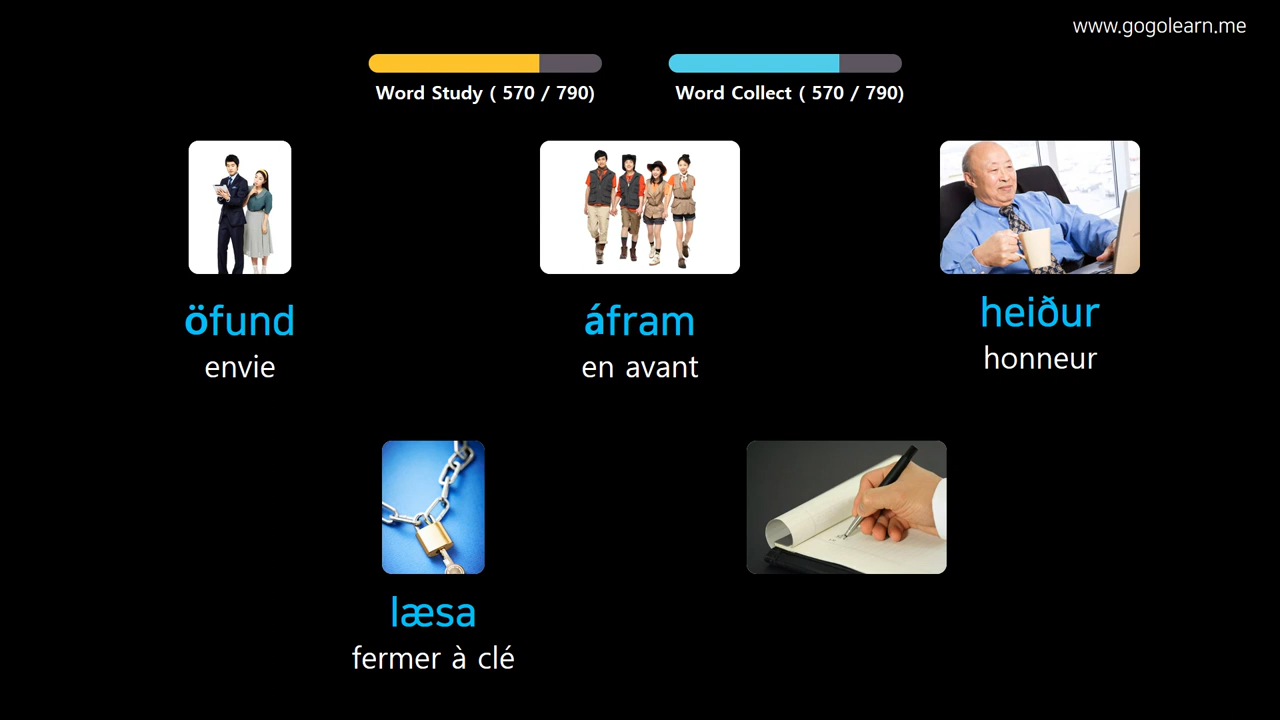 www.gogolearn.me
Word Study ( 570 / 790)
Word Collect ( 570 / 790)
öfund
envie
áfram
en avant
heiður
honneur
læsa
fermer à clé